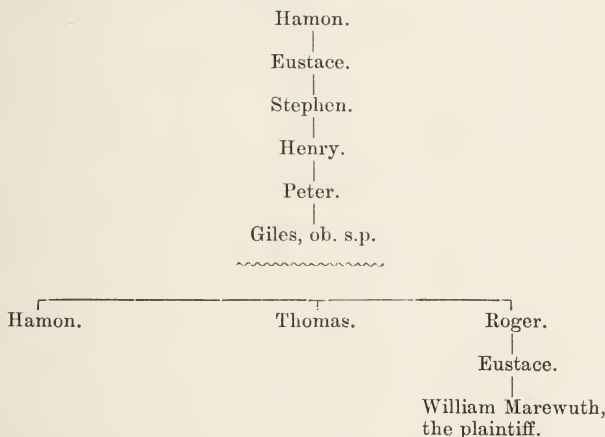 Hamon.
Eustace.
Stephen.
Henry.
Peter.
Giles, ob. s.p.
Hamon. Thomas. Roger.
Eustace.
William Marewuth,
the plaintiff.